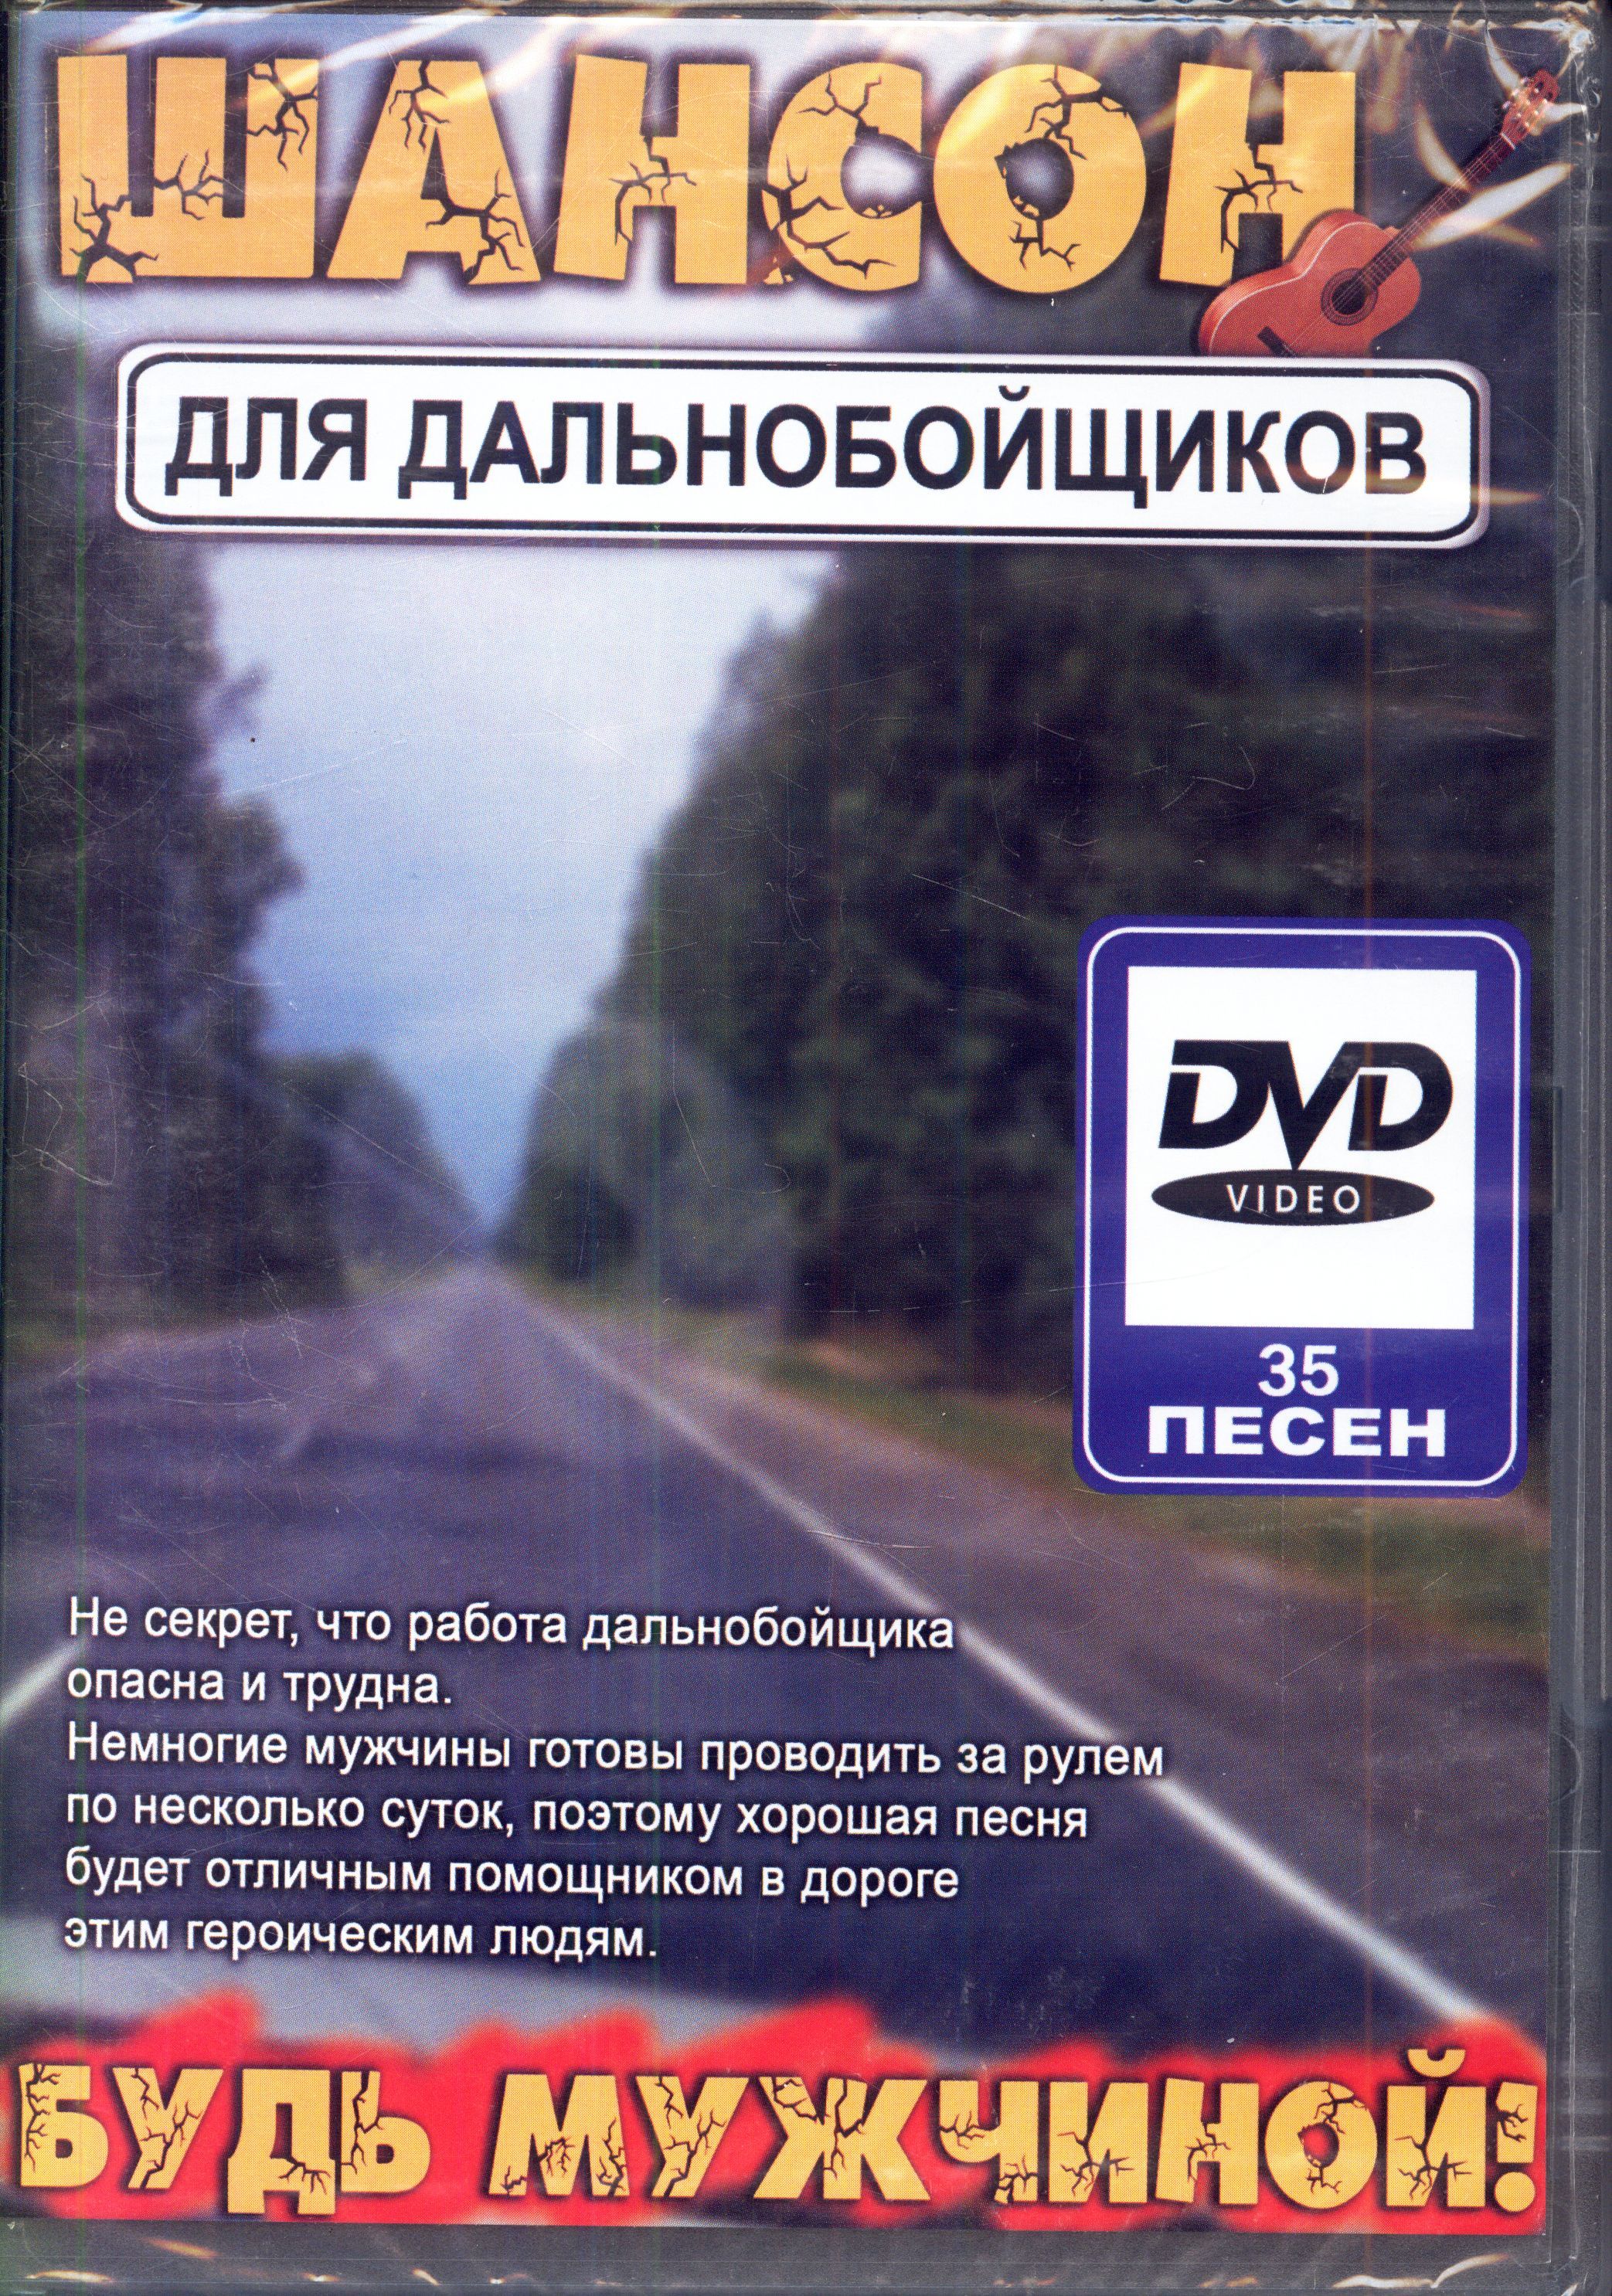 ШАНСОН
ДЛЯ ДАЛЬНОБОЙЩИКОВ
DVD
VIDEO
35
ПЕСЕН
Не секрет, что работа дальнобойщика
опасна и трудна.
Немногие мужчины готовы проводить за рулем
по несколько суток, поэтому хорошая песня
будет отличным помощником в дороге
этим героическим людям.
БУДЬ МУЖЧИНОЙ!